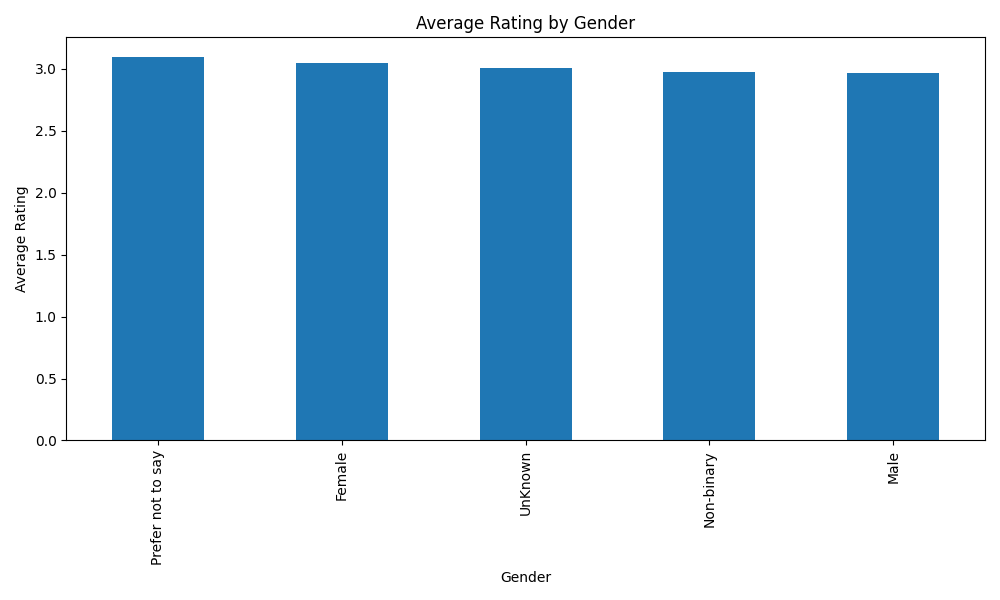 Average Rating by Gender
Average Rating
3.0
2.5
2.0
1.5
1.0
0.5
0.0
Prefer not to say
Female
UnKnown
Non-binary
Male
Gender